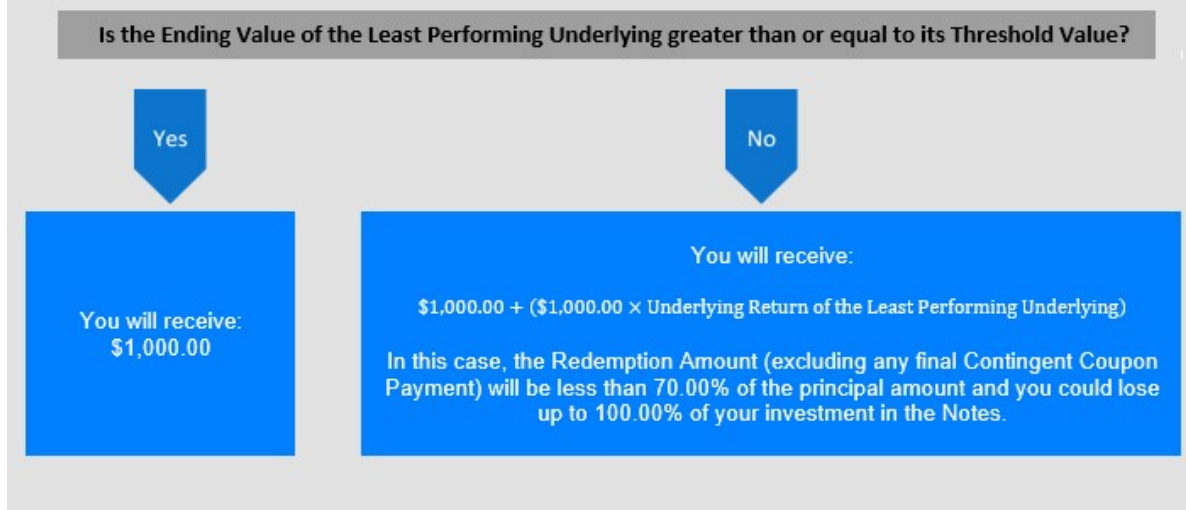 Is the Ending Value of the Least Performing Underlying greater than or equal to its Threshold Value?
Yes
No
You will receive:
$1,000.00
You will receive:
$1,000.00 + ($1,000.00 × Underlying Return of the Least Performing Underlying)
In this case, the Redemption Amount (excluding any final Contingent Coupon
Payment) will be less than 70.00% of the principal amount and you could lose
up to 100.00% of your investment in the Notes.